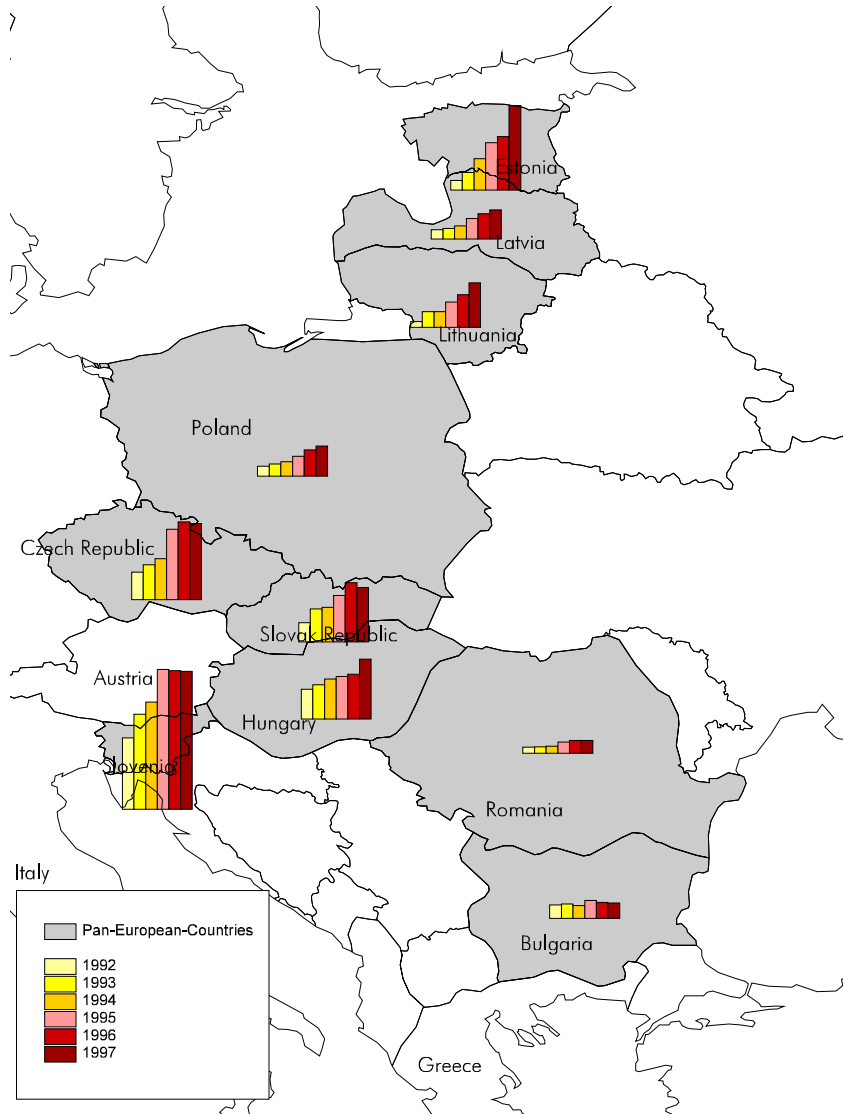 Estonia
Latvia
Lithuania
Poland
Czech Republic
Slovak Republic
Austria
Hungary
Slovenia
Romania
Italy
Bulgaria
Greece
Pan-European-Countries
1992
1993
1994
1995
1996
1997